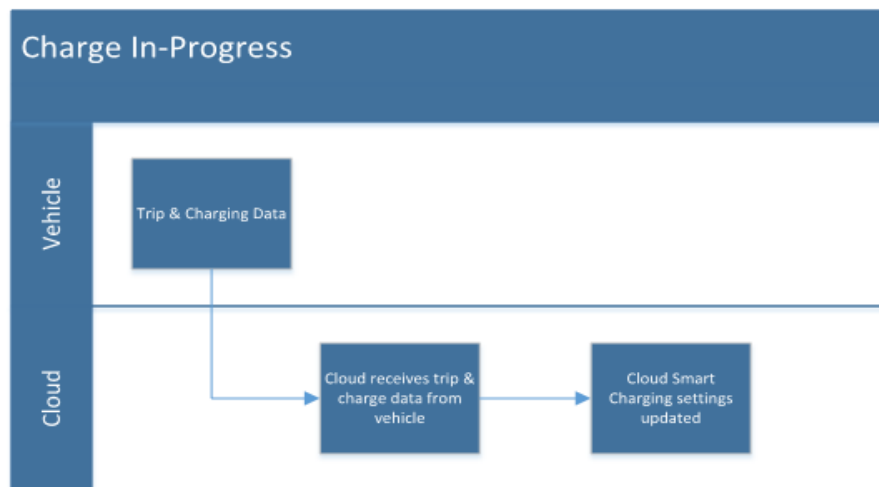 Charge In-Progress
Vehicle
Trip & Charging Data
Cloud
Cloud receives trip &
charge data from
vehicle
Cloud Smart
Charging settings
updated